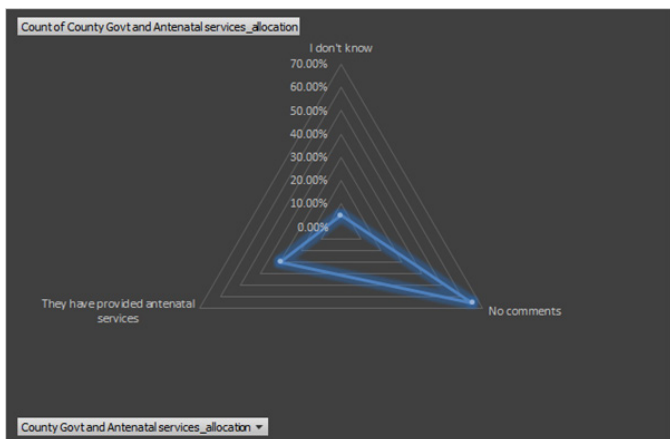 Count of County Govt and Antenatal services_allocation
I don't know
70.00%
60.00%
50.00%
40.00%
30.00%
20.00%
10.00%
0.00%
They have provided antenatal
services
No comments
County Govt and Antenatal services_allocation